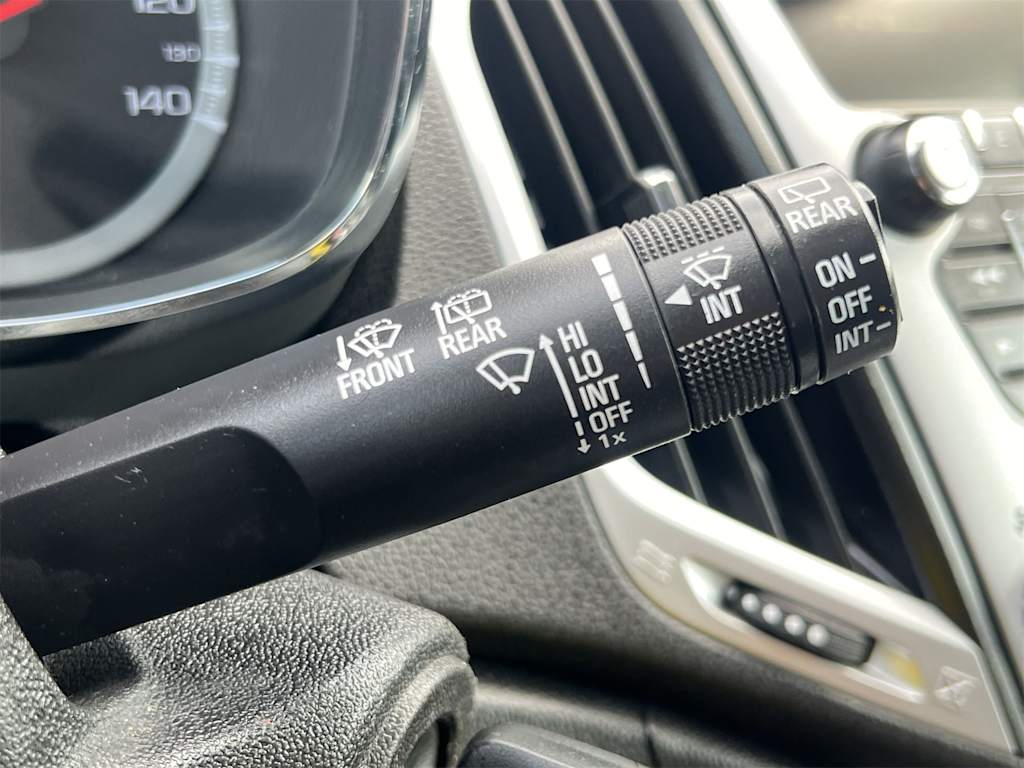 120
130
140
FRONT
REAR
HI
LO
INT
OFF
1x
INT
REAR
ON
OFF
INT